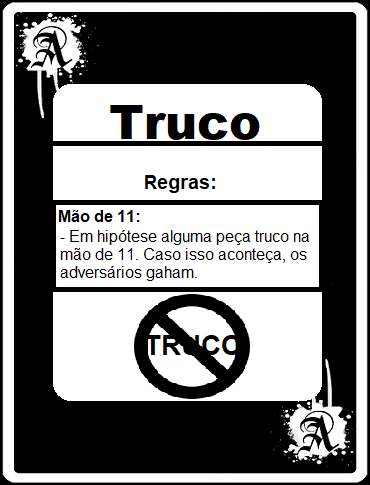 A
Truco
Regras:
Mão de 11:
- Em hipótese alguma peça truco na
mão de 11. Caso isso aconteça, os
adversários gaham.
TRUCO
A